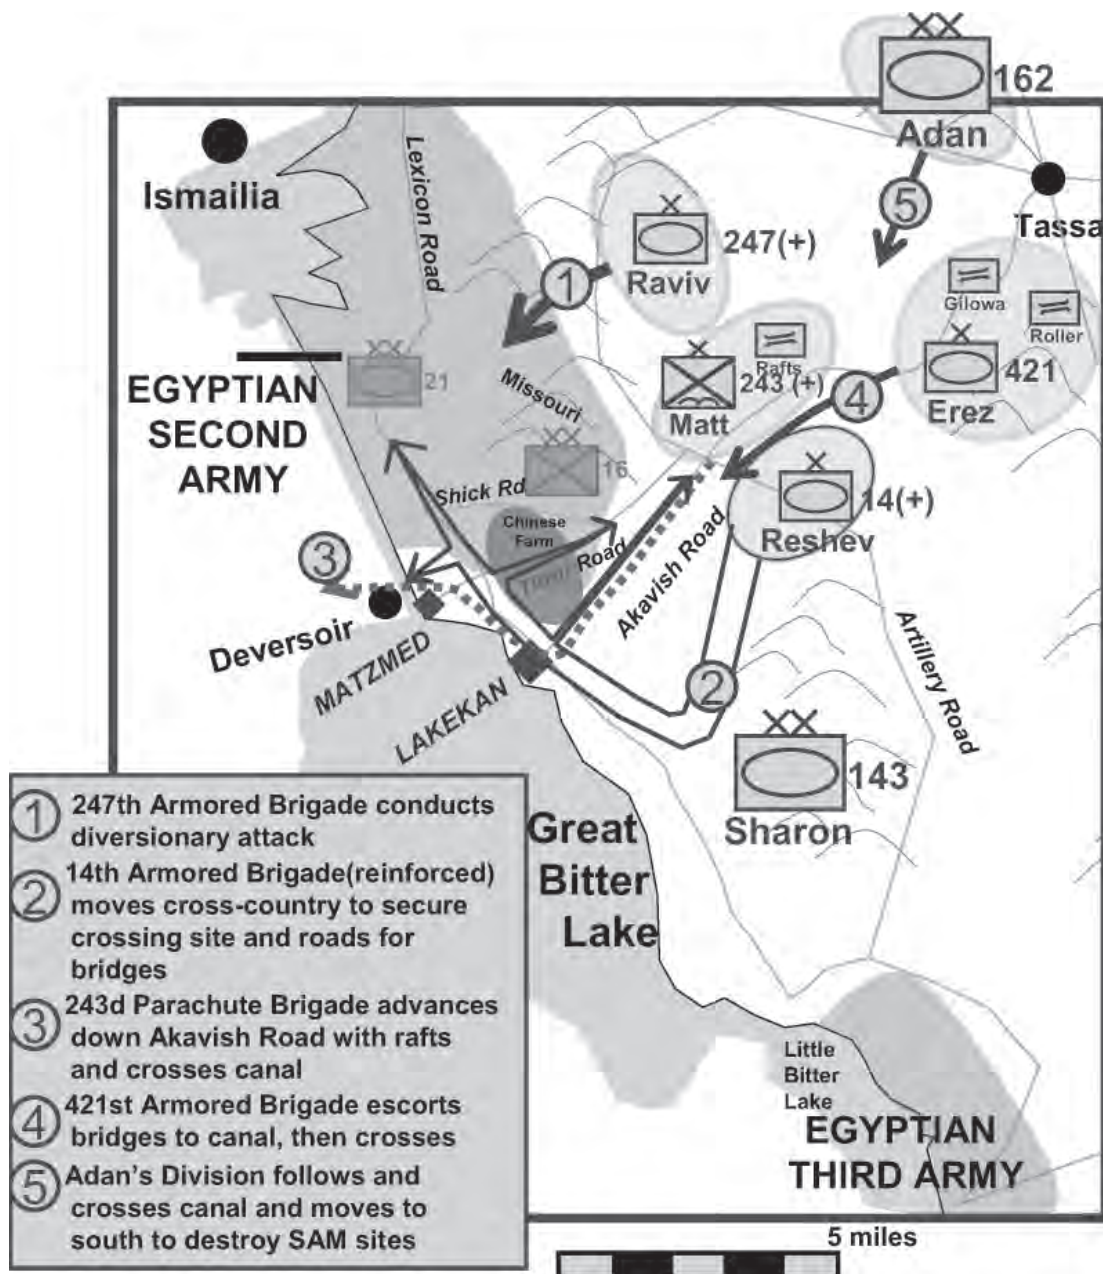 162
Adan
Ismailia
Lexicon Road
5
Tassa
247(+)
Raviv
1
Gilowa
Roller
21
Missouri
Rafts
243 (+)
Matt
4
421
Erez
EGYPTIAN
SECOND
ARMY
16
Shick Rd
Chinese
Farm
Road
14(+)
Reshev
Akavish Road
3
Deversoir
MATZMED
LAKEKAN
2
Artillery Road
143
Sharon
Great
Bitter
Lake
Little
Bitter
Lake
EGYPTIAN
THIRD ARMY
1 247th Armored Brigade conducts
diversionary attack
2 14th Armored Brigade(reinforced)
moves cross-country to secure
crossing site and roads for
bridges
3 243d Parachute Brigade advances
down Akavish Road with rafts
and crosses canal
4 421st Armored Brigade escorts
bridges to canal, then crosses
5 Adan's Division follows and
crosses canal and moves to
south to destroy SAM sites
5 miles